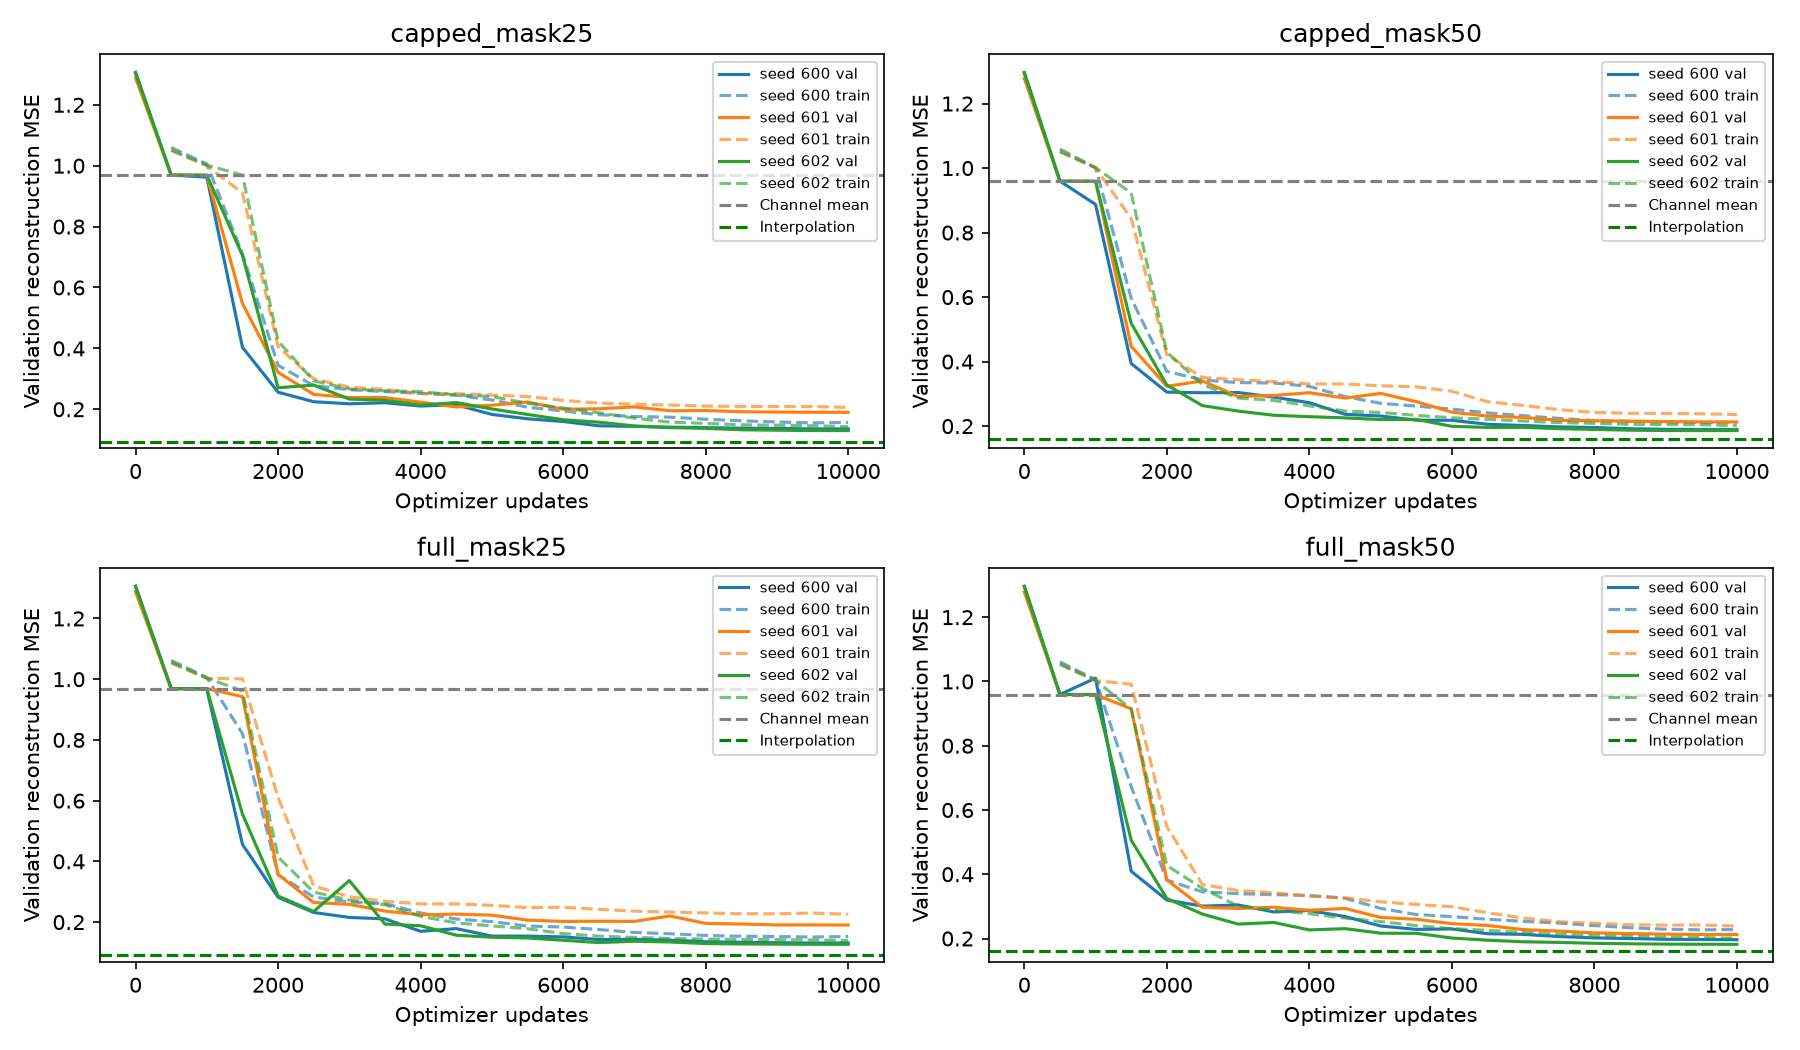 capped_mask25
Validation reconstruction MSE
1.2
1.0
0.8
0.6
0.4
0.2
seed 600 val
seed 600 train
seed 601 val
seed 601 train
seed 602 val
seed 602 train
Channel mean
Interpolation
0 2000 4000 6000 8000 10000
Optimizer updates
capped_mask50
Validation reconstruction MSE
1.2
1.0
0.8
0.6
0.4
0.2
seed 600 val
seed 600 train
seed 601 val
seed 601 train
seed 602 val
seed 602 train
Channel mean
Interpolation
0 2000 4000 6000 8000 10000
Optimizer updates
full_mask25
Validation reconstruction MSE
1.2
1.0
0.8
0.6
0.4
0.2
seed 600 val
seed 600 train
seed 601 val
seed 601 train
seed 602 val
seed 602 train
Channel mean
Interpolation
0 2000 4000 6000 8000 10000
Optimizer updates
full_mask50
Validation reconstruction MSE
1.2
1.0
0.8
0.6
0.4
0.2
seed 600 val
seed 600 train
seed 601 val
seed 601 train
seed 602 val
seed 602 train
Channel mean
Interpolation
0 2000 4000 6000 8000 10000
Optimizer updates